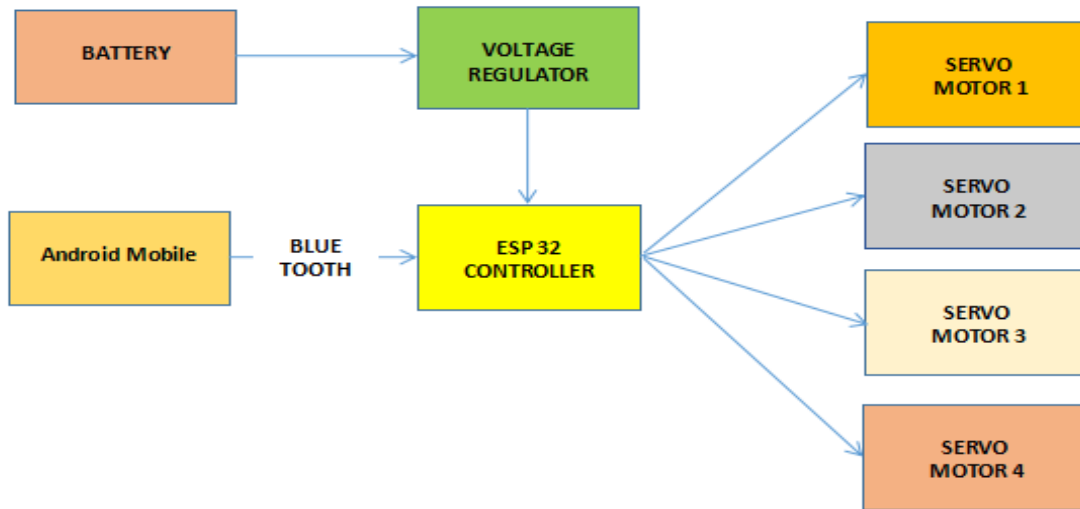 BATTERY
VOLTAGE
REGULATOR
SERVO
MOTOR 1
SERVO
MOTOR 2
Android Mobile
BLUE
TOOTH
ESP 32
CONTROLLER
SERVO
MOTOR 3
SERVO
MOTOR 4